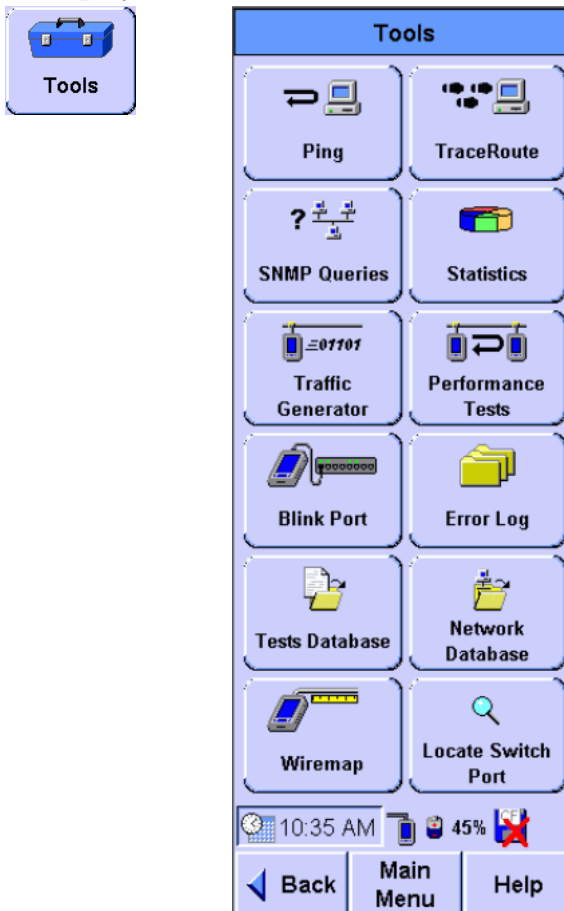 Tools
Tools
Ping
TraceRoute
?
SNMP Queries
Statistics
01101
Traffic
Generator
Performance
Tests
Blink Port
Error Log
Tests Database
Network
Database
Wiremap
Locate Switch
Port
10:35 AM
45%
CF
Back
Main
Menu
Help